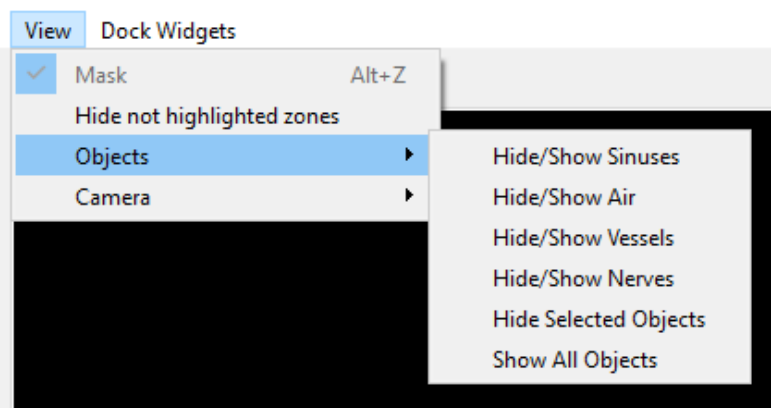 View Dock Widgets
Mask Alt+Z
Hide not highlighted zones
Objects
Camera
Hide/Show Sinuses
Hide/Show Air
Hide/Show Vessels
Hide/Show Nerves
Hide Selected Objects
Show All Objects